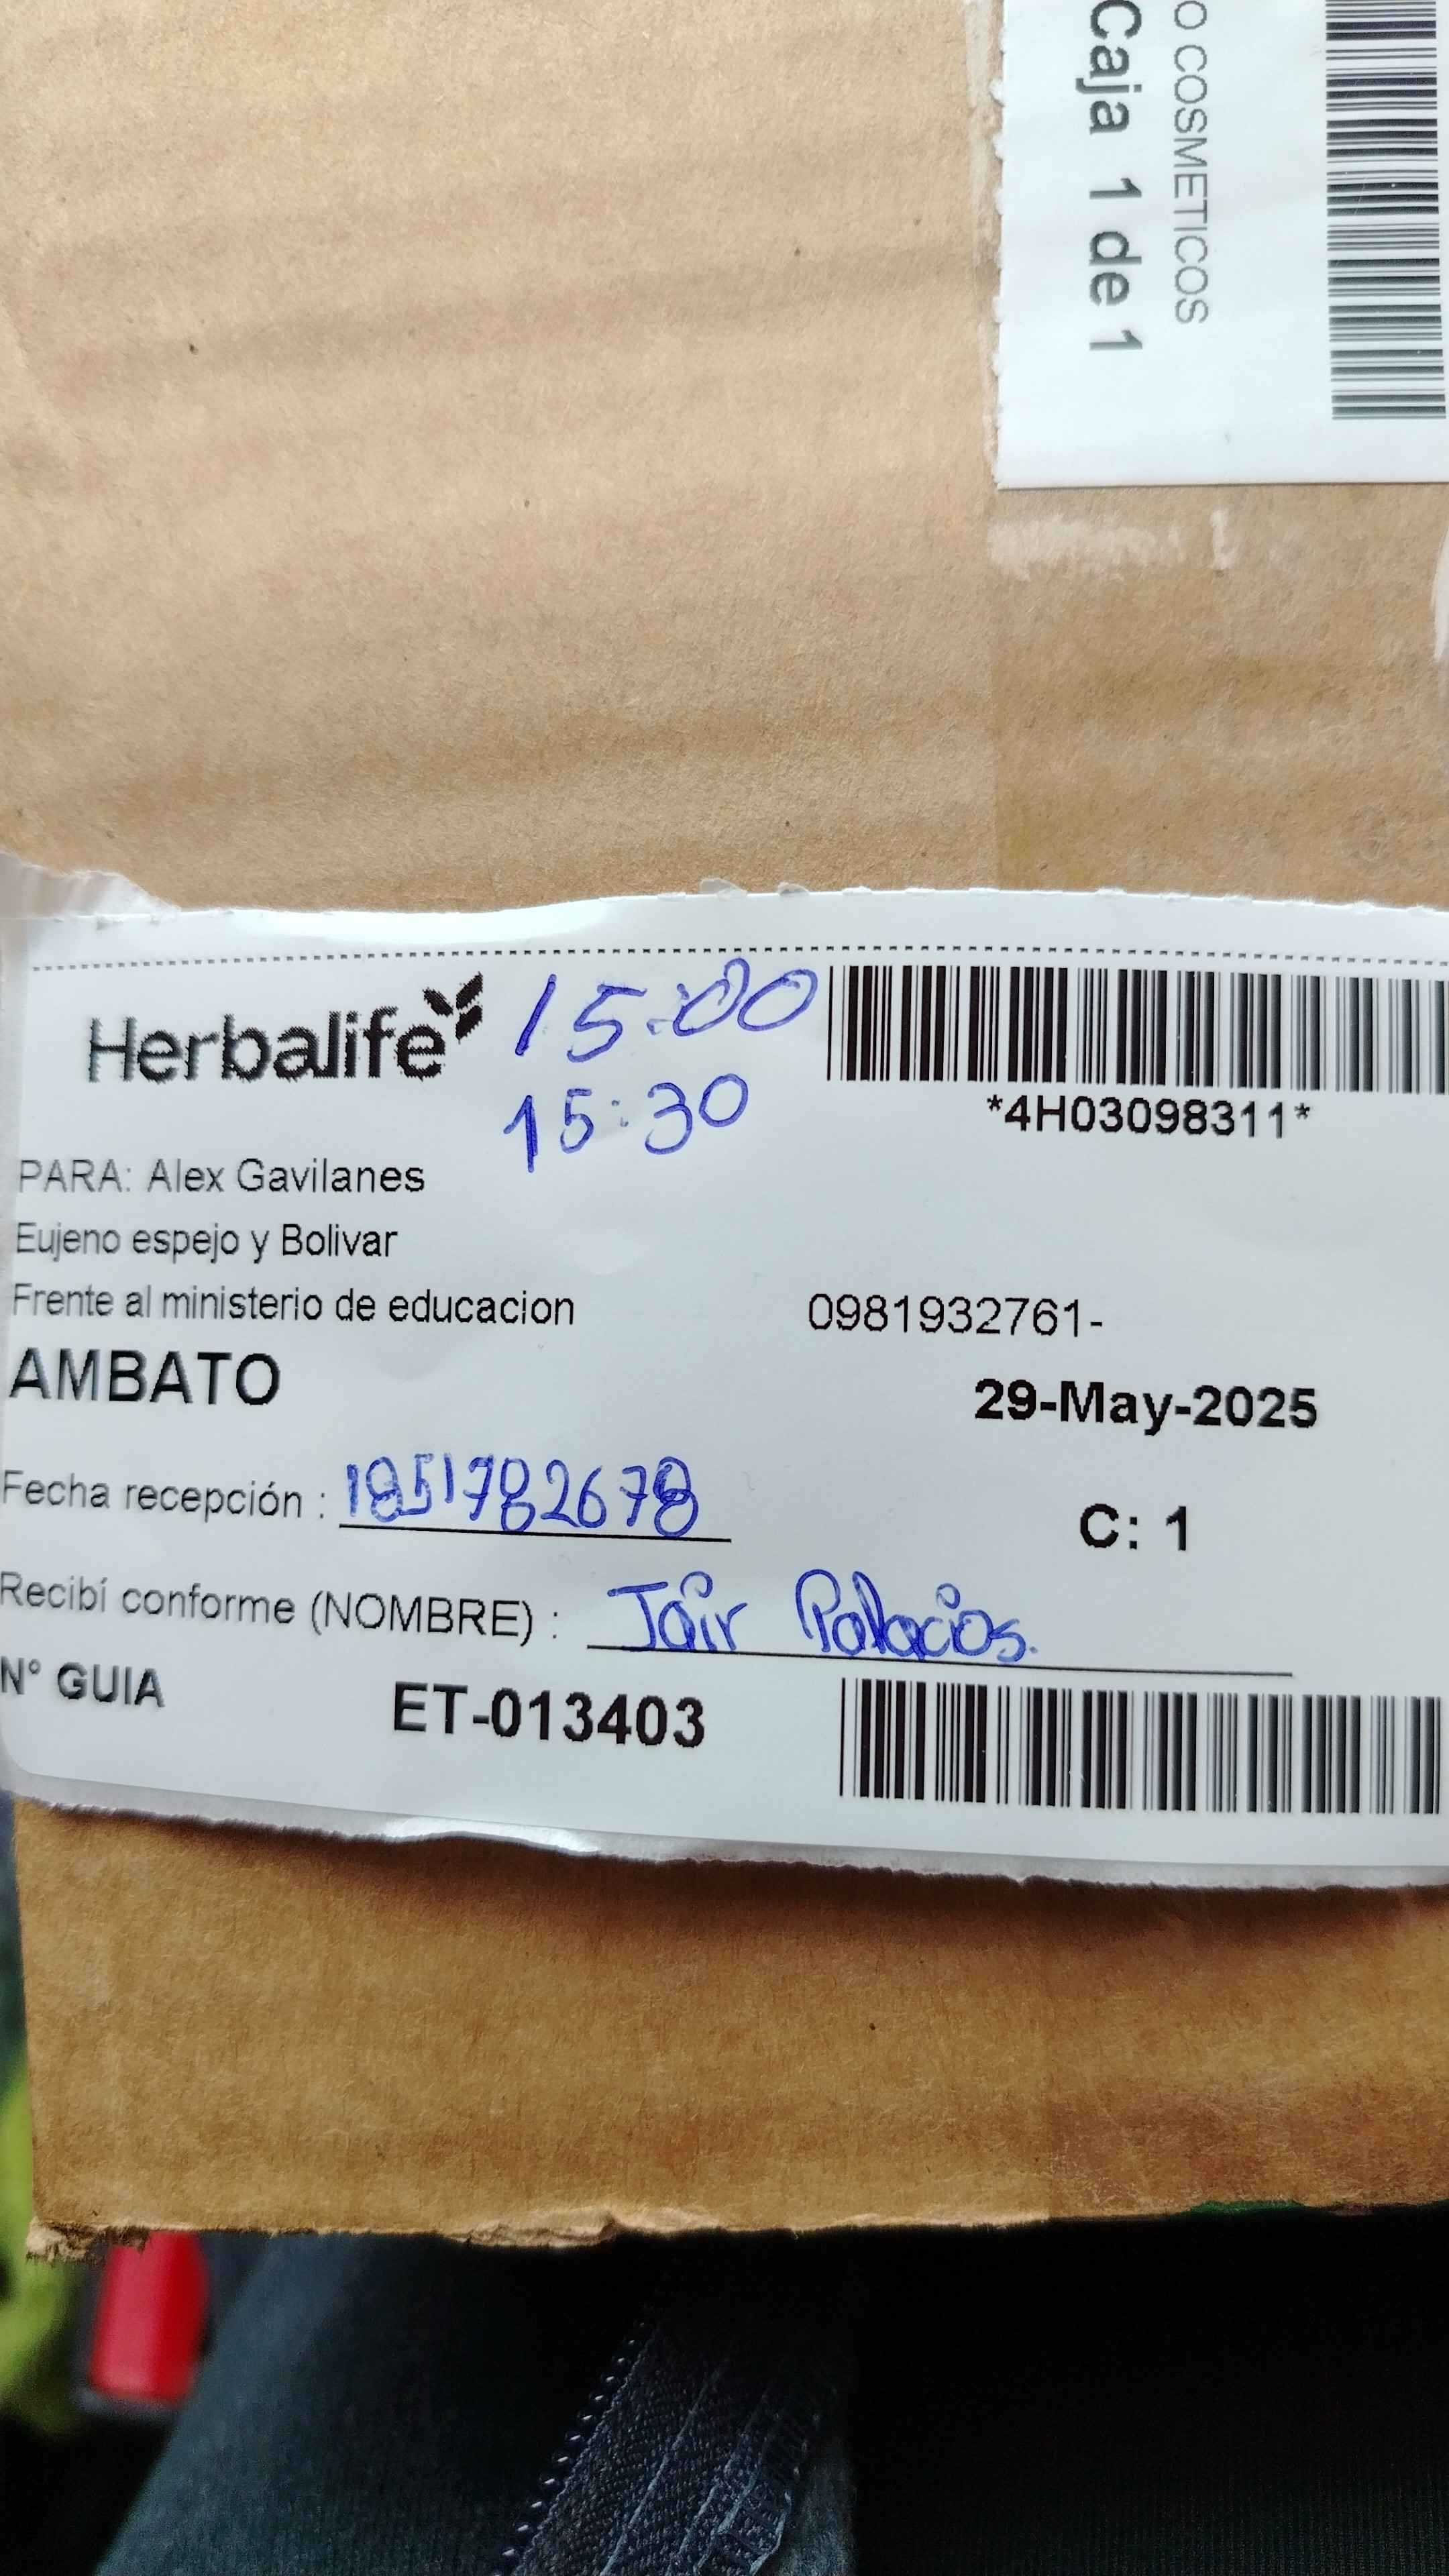 O COSMETICOS
Caja 1 de 1
Herbalife
15:00
15:30
*4H03098311*
PARA: Alex Gavilanes
Eujeno espejo y Bolivar
Frente al ministerio de educacion 0981932761-
AMBATO
29-May-2025
Fecha recepción : 1851782678
C: 1
Recibí conforme (NOMBRE) : Jair Palacios.
N° GUIA ET-013403